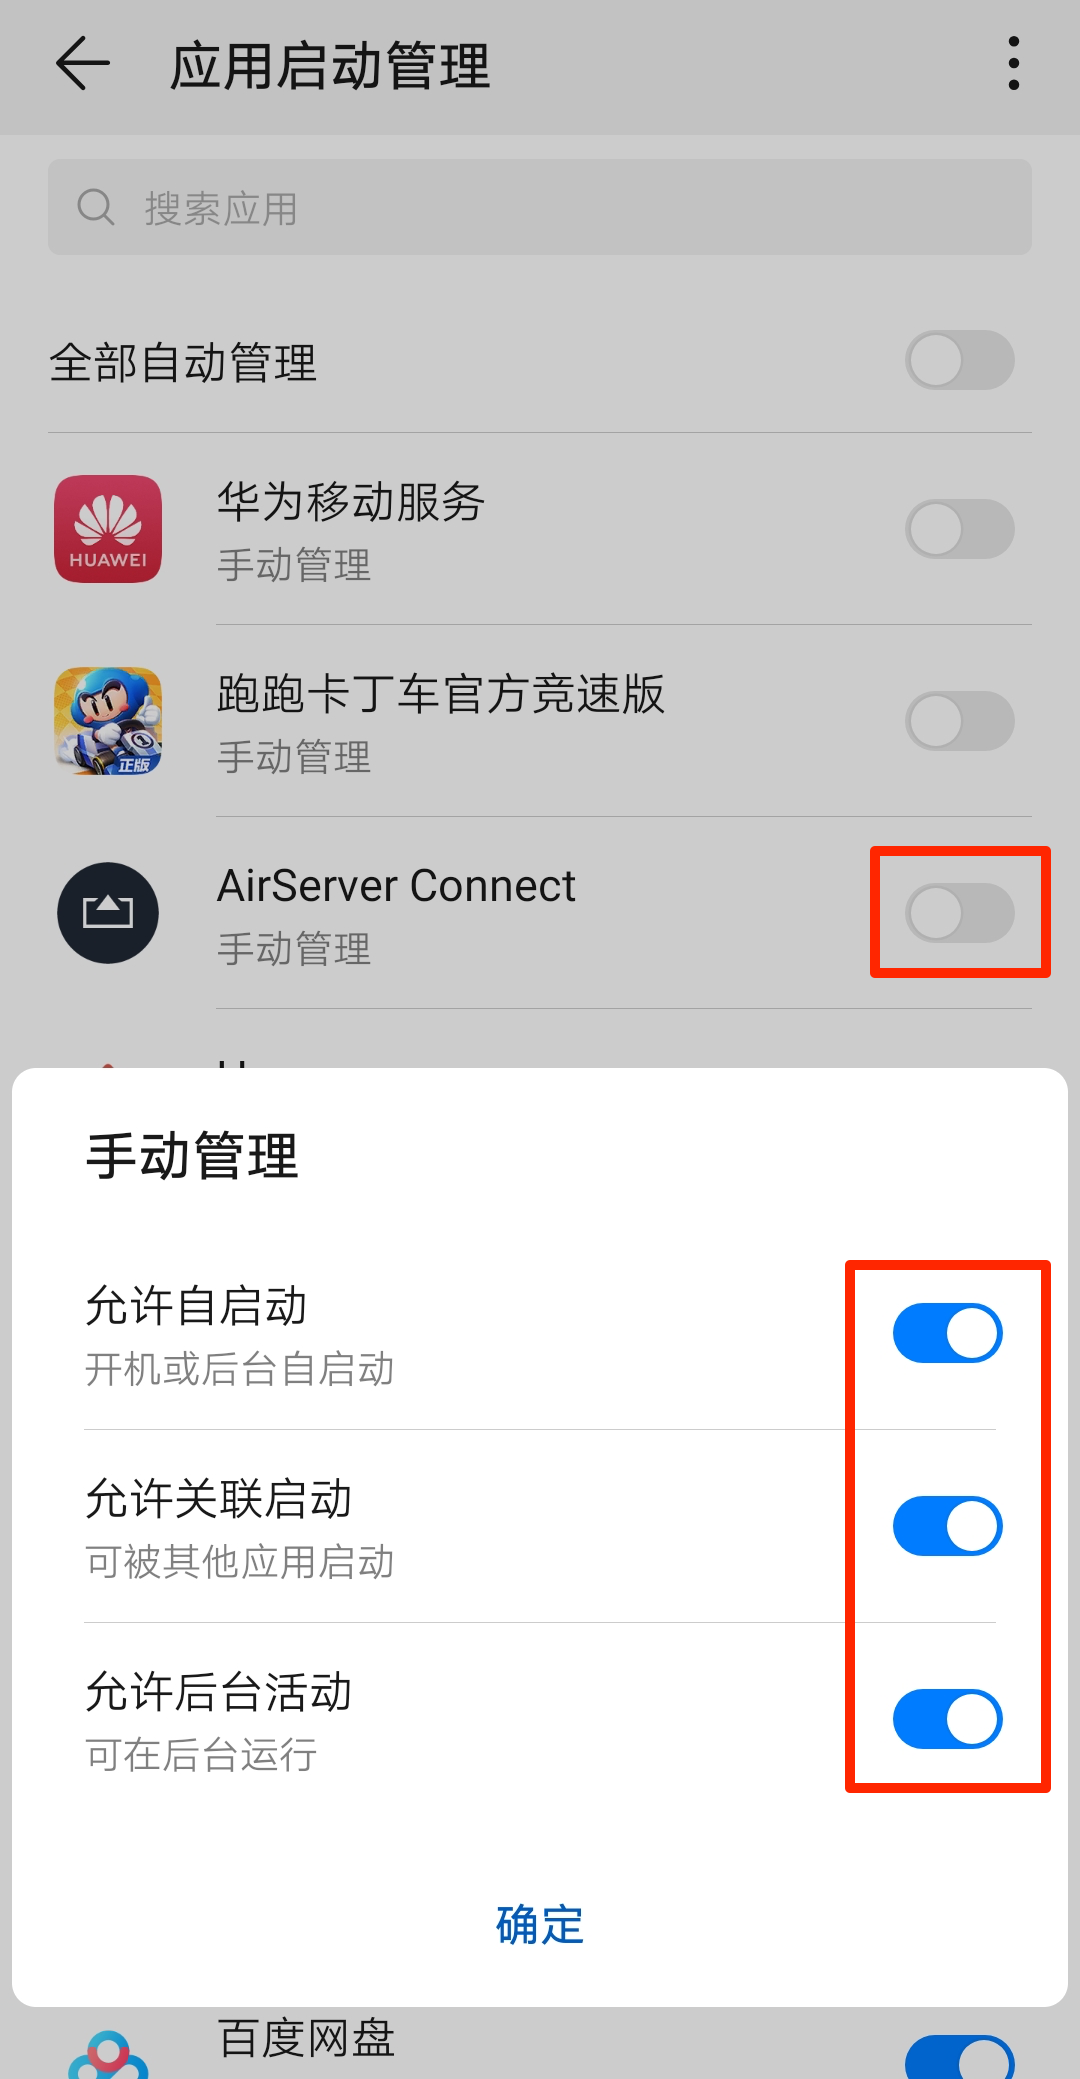 应用启动管理
搜索应用
全部自动管理
华为移动服务
HUAWEI
手动管理
跑跑卡丁车官方竞速版
正版
手动管理
AirServer Connect
手动管理
手动管理
允许自启动
开机或后台自启动
允许关联启动
可被其他应用启动
允许后台活动
可在后台运行
确定
百度网盘